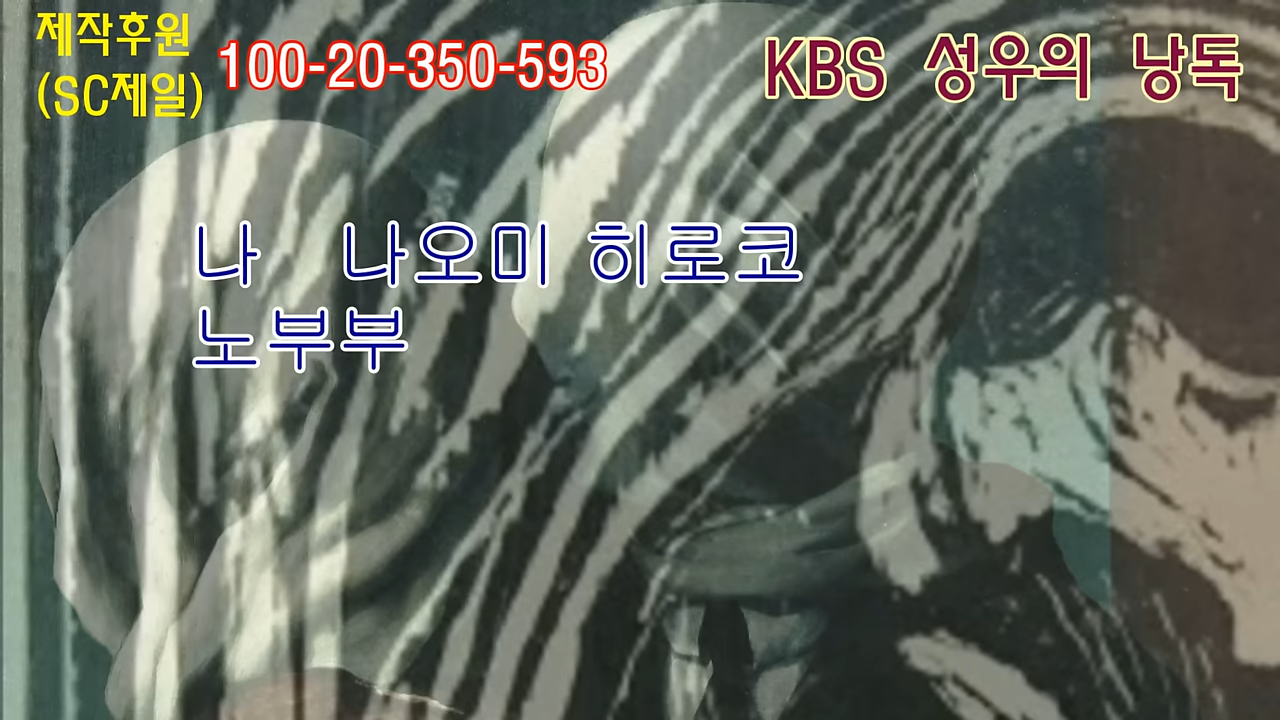 제작후원
(SC제일)
100-20-350-593
KBS 성우의 낭독
나 나오미 히로코
노부부